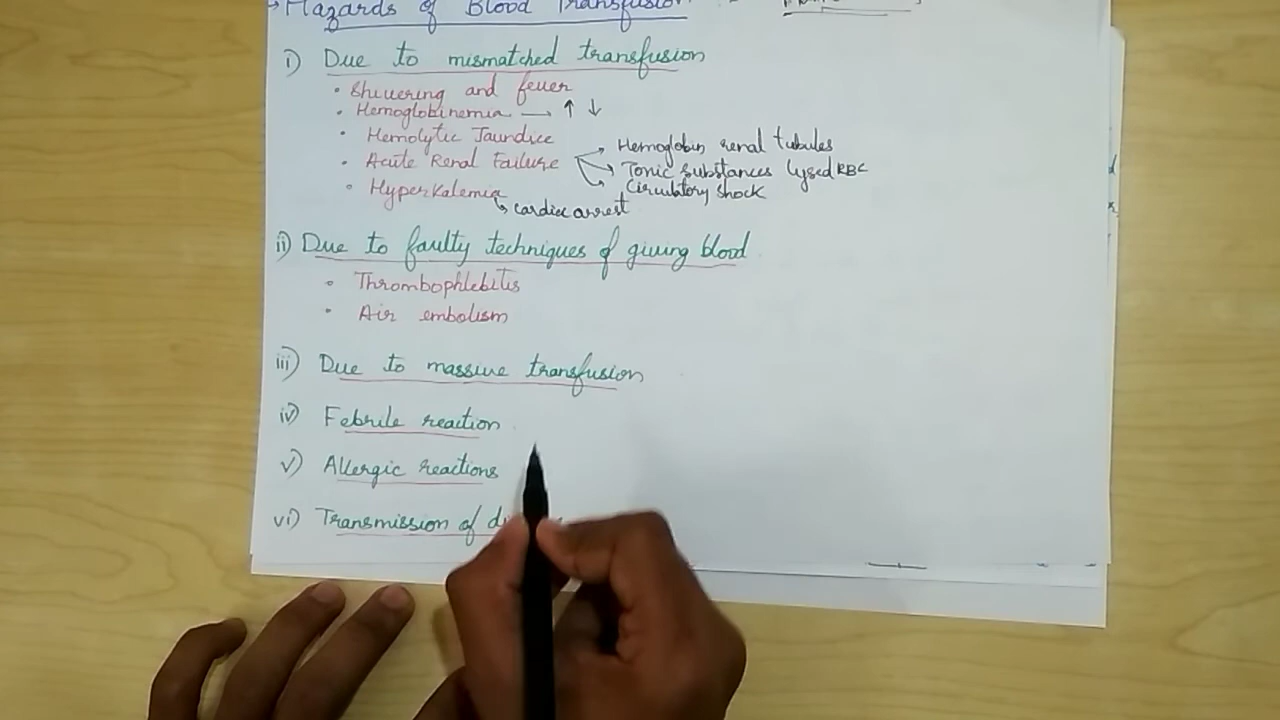 → Hazards of Blood Transfusion
i) Due to mismatched transfusion
• Shivering and fever
• Hemoglobinemia → ↑ ↓
• Hemolytic Jaundice
• Acute Renal Failure
Hemoglobin renal tubules
Toxic substances lysed RBC
Circulatory shock
• Hyperkalemia
↳ cardiac arrest
ii) Due to faulty techniques of giving blood
• Thrombophlebitis
• Air embolism
iii) Due to massive transfusion
iv) Febrile reaction
v) Allergic reactions
vi) Transmission of